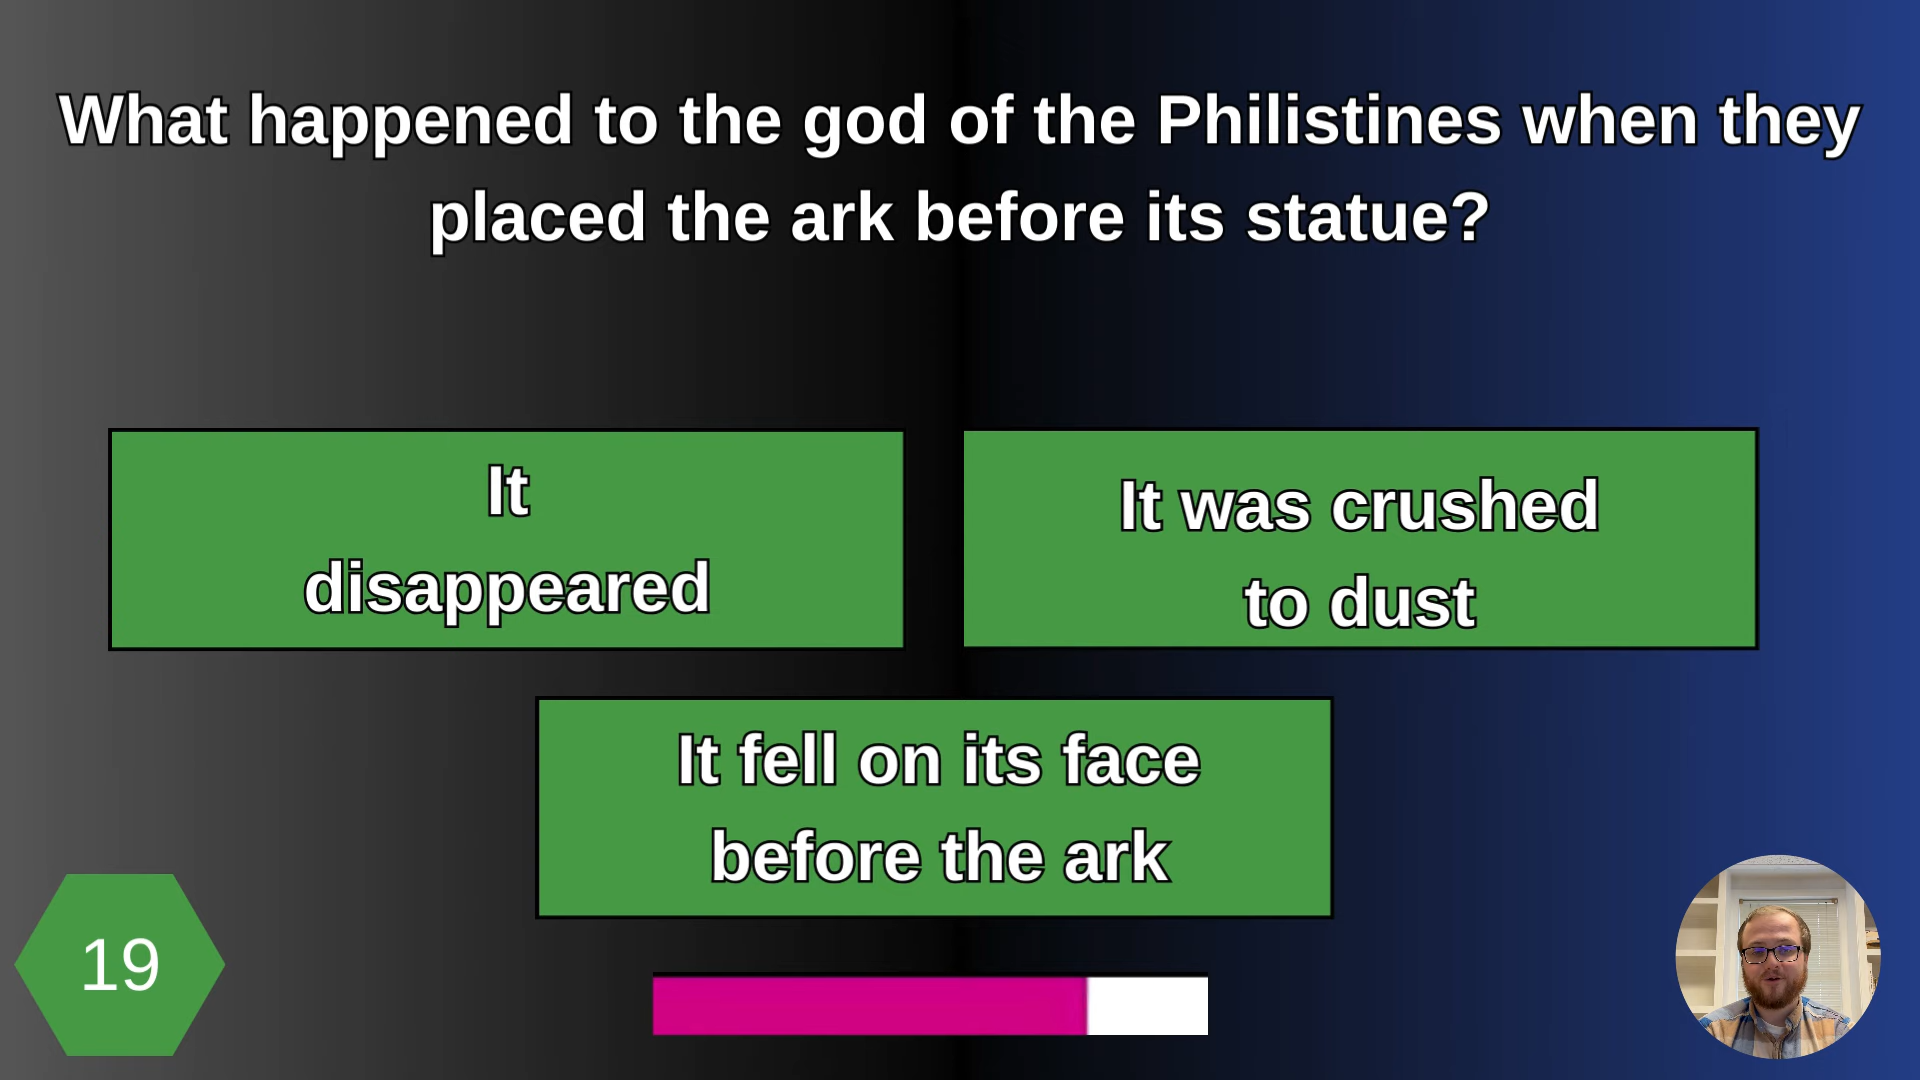 What happened to the god of the Philistines when they
placed the ark before its statue?
It
disappeared
It was crushed
to dust
It fell on its face
before the ark
19